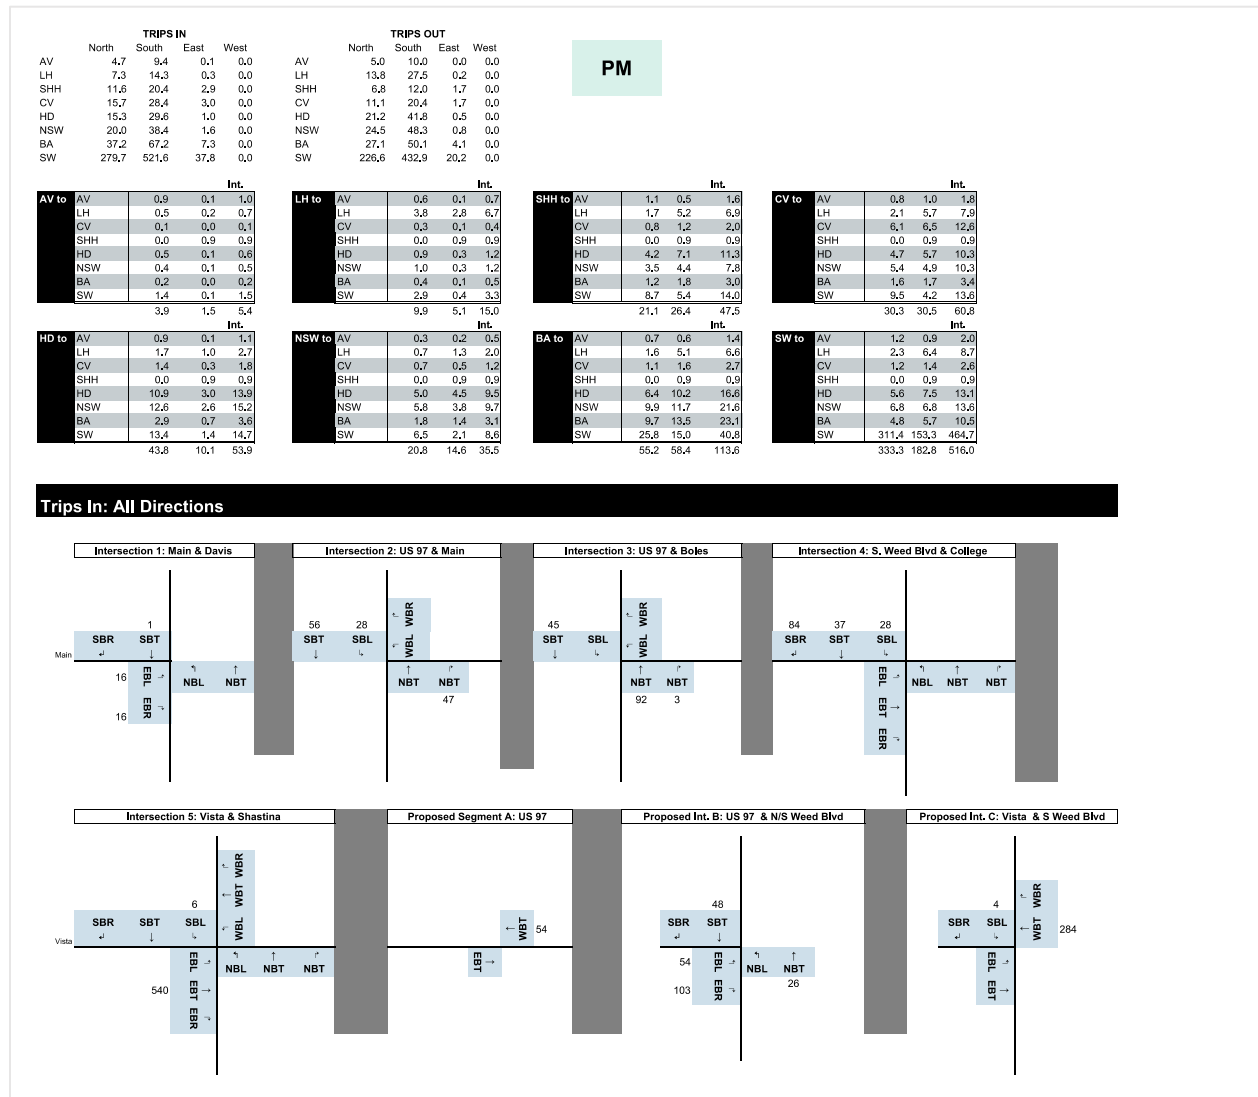 TRIPS IN TRIPS OUT
North South East West North South East West
AV 4.7 9.4 0.1 0.0 AV 5.0 10.0 0.0 0.0
LH 7.3 14.3 0.3 0.0 LH 13.8 27.5 0.2 0.0
SHH 11.6 20.4 2.9 0.0 SHH 6.8 12.0 1.7 0.0
CV 15.7 28.4 3.0 0.0 CV 11.1 20.4 1.7 0.0
HD 15.3 29.6 1.0 0.0 HD 21.2 41.8 0.5 0.0
NSW 20.0 38.4 1.6 0.0 NSW 24.5 48.3 0.8 0.0
BA 37.2 67.2 7.3 0.0 BA 27.1 50.1 4.1 0.0
SW 279.7 521.6 37.8 0.0 SW 226.6 432.9 20.2 0.0
PM
Int. Int. Int. Int.
AV to AV 0.9 0.1 1.0 LH to AV 0.6 0.1 0.7 SHH to AV 1.1 0.5 1.6 CV to AV 0.8 1.0 1.8
LH 0.5 0.2 0.7 LH 3.8 2.8 6.7 LH 1.7 5.2 6.9 LH 2.1 5.7 7.9
CV 0.1 0.0 0.1 CV 0.3 0.1 0.4 CV 0.8 1.2 2.0 CV 6.1 6.5 12.6
SHH 0.0 0.9 0.9 SHH 0.0 0.9 0.9 SHH 0.0 0.9 0.9 SHH 0.0 0.9 0.9
HD 0.5 0.1 0.6 HD 0.9 0.3 1.2 HD 4.2 7.1 11.3 HD 4.7 5.7 10.3
NSW 0.4 0.1 0.5 NSW 1.0 0.3 1.2 NSW 3.5 4.4 7.8 NSW 5.4 4.9 10.3
BA 0.2 0.0 0.2 BA 0.4 0.1 0.5 BA 1.2 1.8 3.0 BA 1.6 1.7 3.4
SW 1.4 0.1 1.5 SW 2.9 0.4 3.3 SW 8.7 5.4 14.0 SW 9.5 4.2 13.6
3.9 1.5 5.4 9.9 5.1 15.0 21.1 26.4 47.5 30.3 30.5 60.8
Int. Int. Int. Int.
HD to AV 0.9 0.1 1.1 NSW to AV 0.3 0.2 0.5 BA to AV 0.7 0.6 1.4 SW to AV 1.2 0.9 2.0
LH 1.7 1.0 2.7 LH 0.7 1.3 2.0 LH 1.6 5.1 6.6 LH 2.3 6.4 8.7
CV 1.4 0.3 1.8 CV 0.7 0.5 1.2 CV 1.1 1.6 2.7 CV 1.2 1.4 2.6
SHH 0.0 0.9 0.9 SHH 0.0 0.9 0.9 SHH 0.0 0.9 0.9 SHH 0.0 0.9 0.9
HD 10.9 3.0 13.9 HD 5.0 4.5 9.5 HD 6.4 10.2 16.6 HD 5.6 7.5 13.1
NSW 12.6 2.6 15.2 NSW 5.8 3.8 9.7 NSW 9.9 11.7 21.6 NSW 6.8 6.8 13.6
BA 2.9 0.7 3.6 BA 1.8 1.4 3.1 BA 9.7 13.5 23.1 BA 4.8 5.7 10.5
SW 13.4 1.4 14.7 SW 6.5 2.1 8.6 SW 25.8 15.0 40.8 SW 311.4 153.3 464.7
43.8 10.1 53.9 20.8 14.6 35.5 55.2 58.4 113.6 333.3 182.8 516.0
Trips In: All Directions
Intersection 1: Main & Davis
1
SBR SBT
↲ ↓
Main
16 EBL
NBL NBT
16 EBR
Intersection 2: US 97 & Main
WBR
56 28
SBT SBL
WBL
NBT NBT
47
Intersection 3: US 97 & Boles
WBR
45
SBT SBL
WBL
NBT NBT
92 3
Intersection 4: S. Weed Blvd & College
84 37 28
SBR SBT SBL
EBL
NBL NBT NBT
EBT
EBR
Intersection 5: Vista & Shastina
WBR
WBT
6
SBR SBT SBL
WBL
Vista
EBL
NBL NBT NBT
540 EBT
EBR
Proposed Segment A: US 97
WBT 54
EBT
Proposed Int. B: US 97 & N/S Weed Blvd
48
SBR SBT
54 EBL
NBL NBT
26
103 EBR
Proposed Int. C: Vista & S Weed Blvd
WBR
4
SBR SBL
WBT 284
EBL
EBT